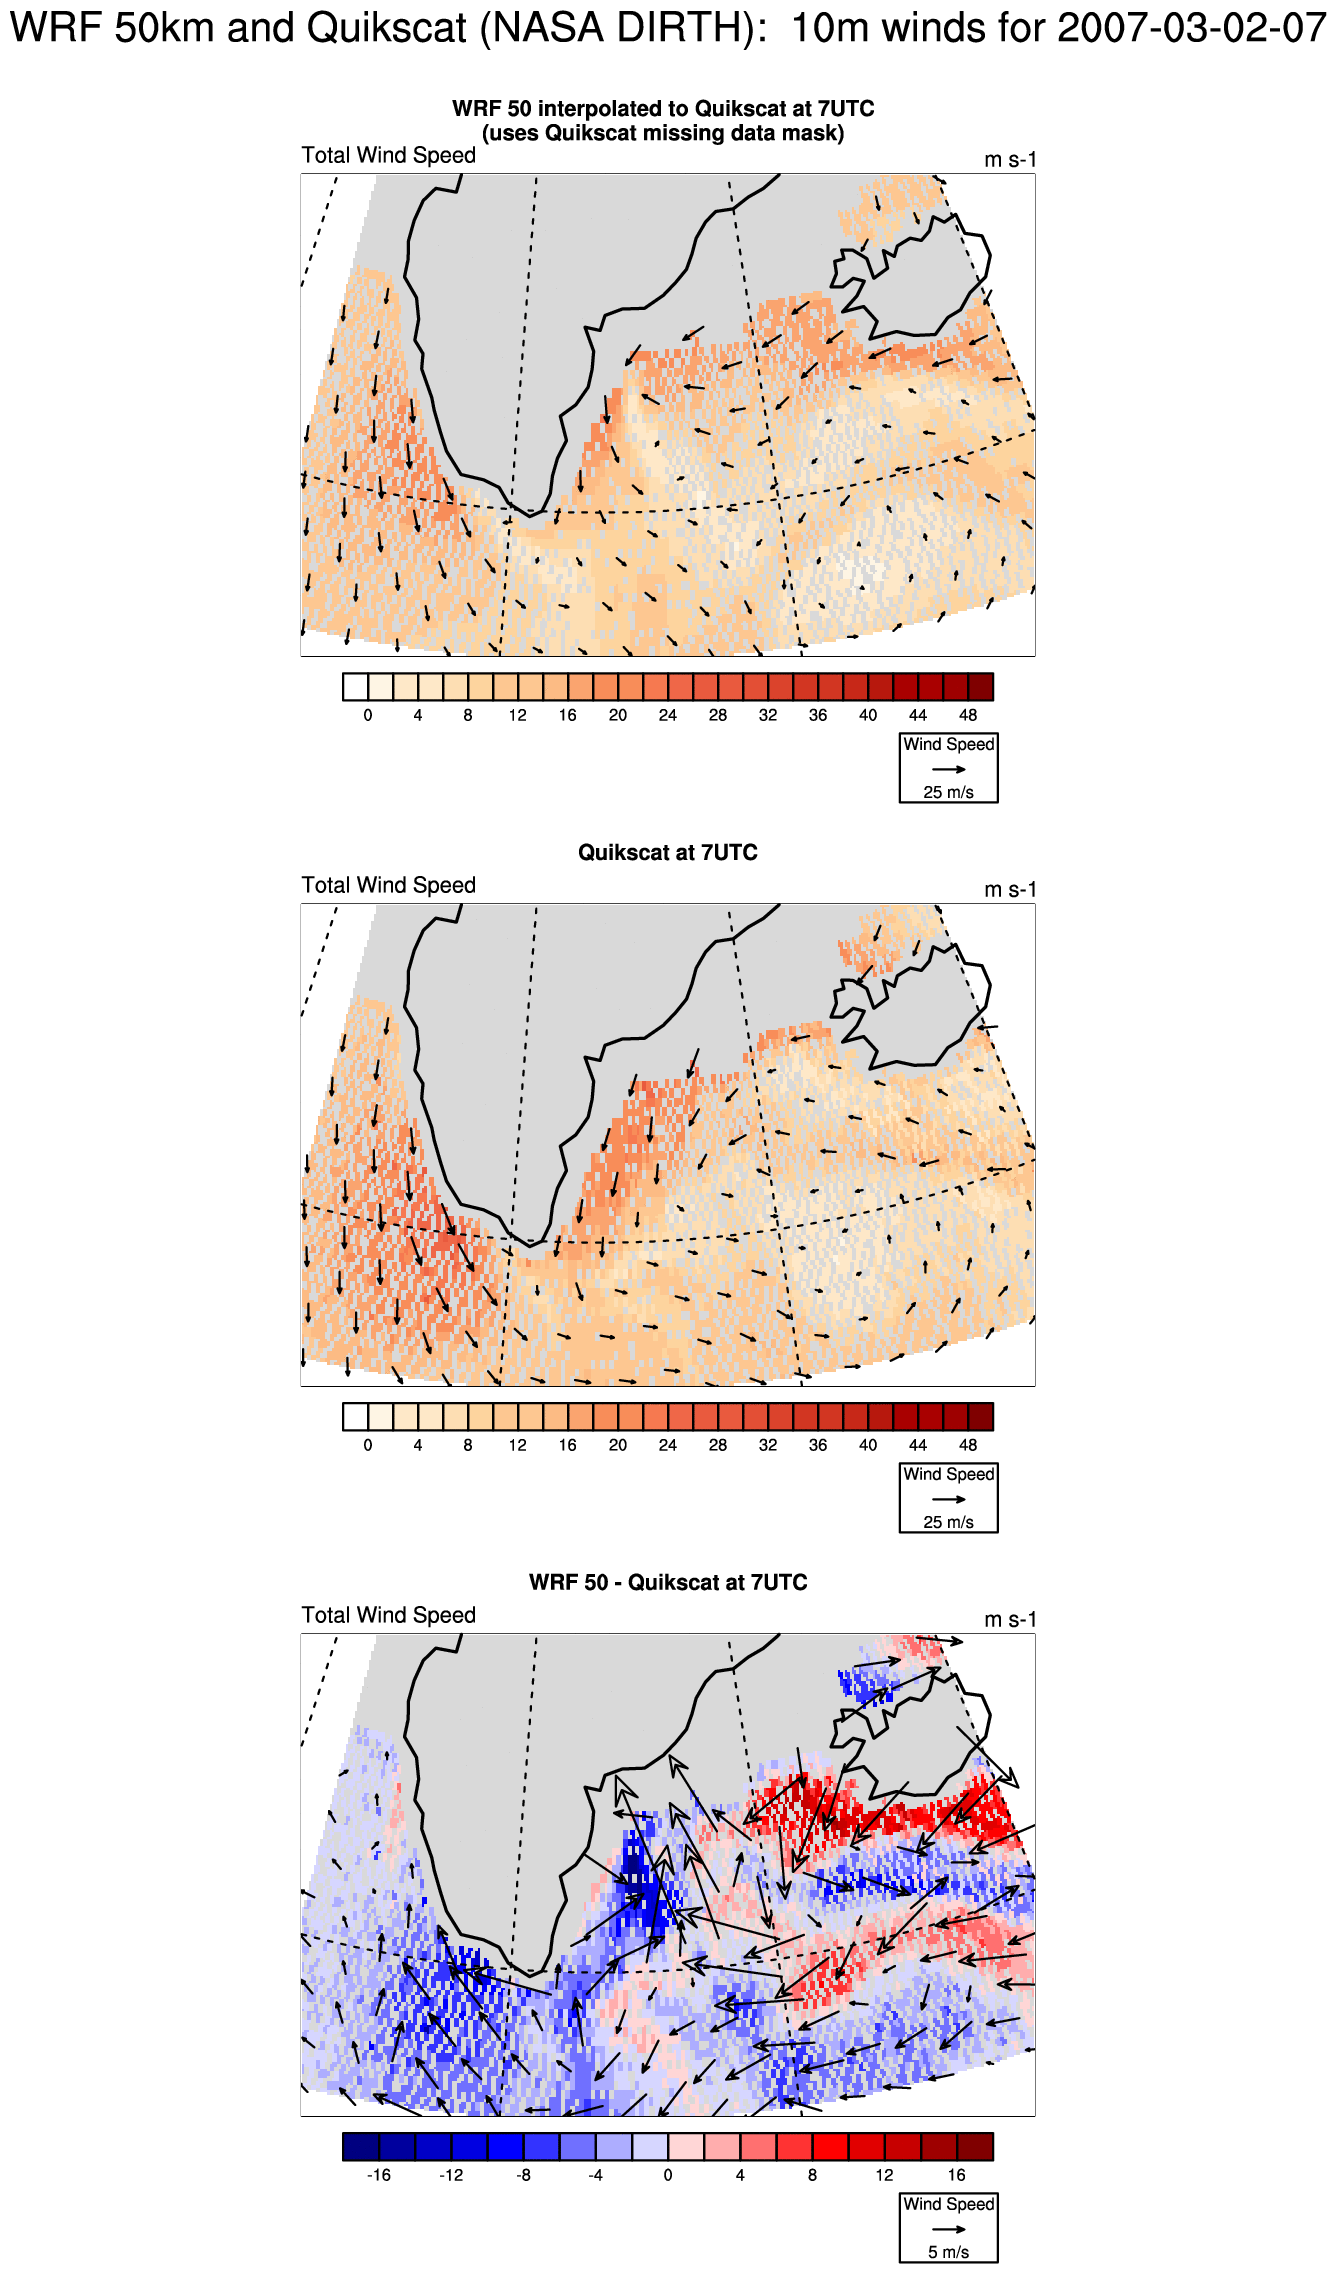 WRF 50km and Quikscat (NASA DIRTH):  10m winds for 2007-03-02-07
WRF 50 interpolated to Quikscat at 7UTC
(uses Quikscat missing data mask)
Total Wind Speed
m s-1
0 4 8 12 16 20 24 28 32 36 40 44 48
Wind Speed
25 m/s
Quikscat at 7UTC
Total Wind Speed
m s-1
0 4 8 12 16 20 24 28 32 36 40 44 48
Wind Speed
25 m/s
WRF 50 - Quikscat at 7UTC
Total Wind Speed
m s-1
-16 -12 -8 -4 0 4 8 12 16
Wind Speed
5 m/s